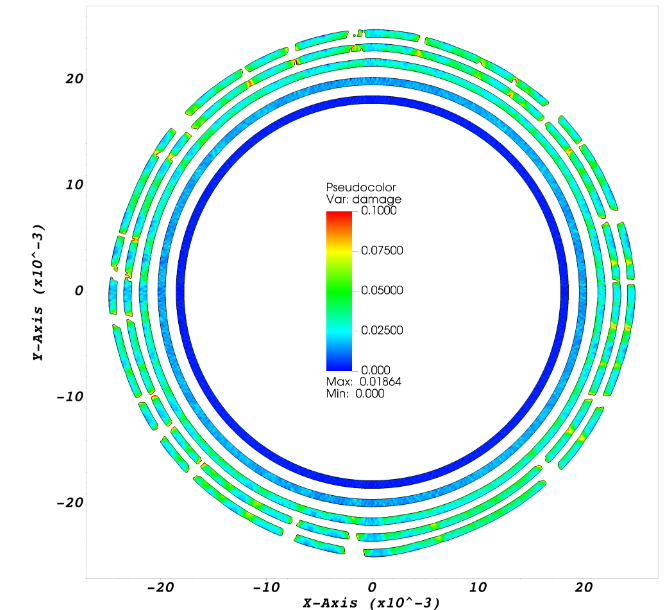 20
10
0
-10
-20
Y-Axis (x10^-3)
Pseudocolor
Var: damage
0.1000
0.07500
0.05000
0.02500
0.000
Max: 0.01864
Min: 0.000
-20 -10 0 10 20
X-Axis (x10^-3)